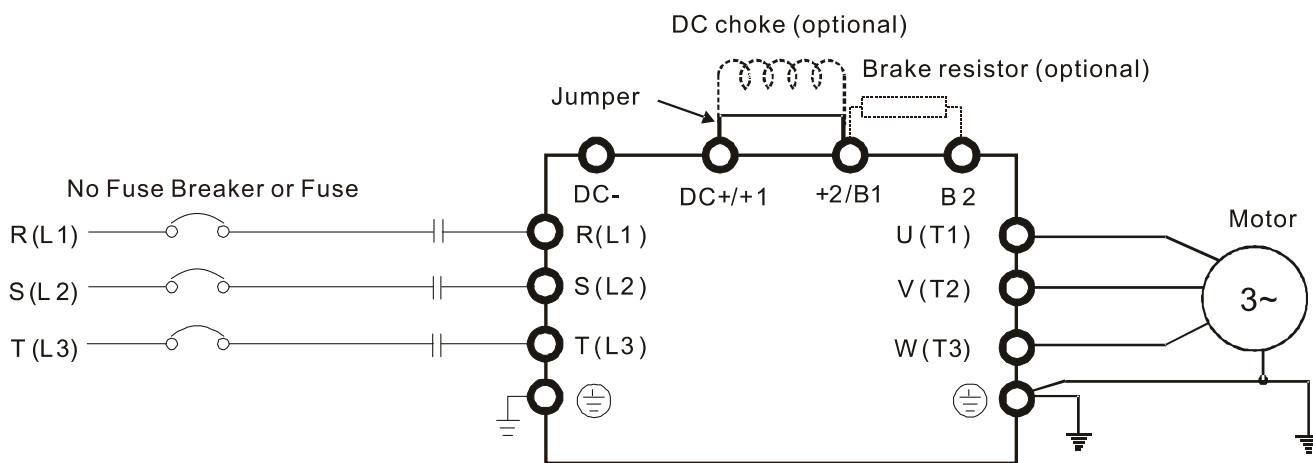 DC choke (optional)
Brake resistor (optional)
Jumper
No Fuse Breaker or Fuse
DC-
DC+/+1
+2/B1
B2
Motor
R(L1)
R(L1)
U(T1)
S(L2)
S(L2)
V(T2)
3~
T(L3)
T(L3)
W(T3)